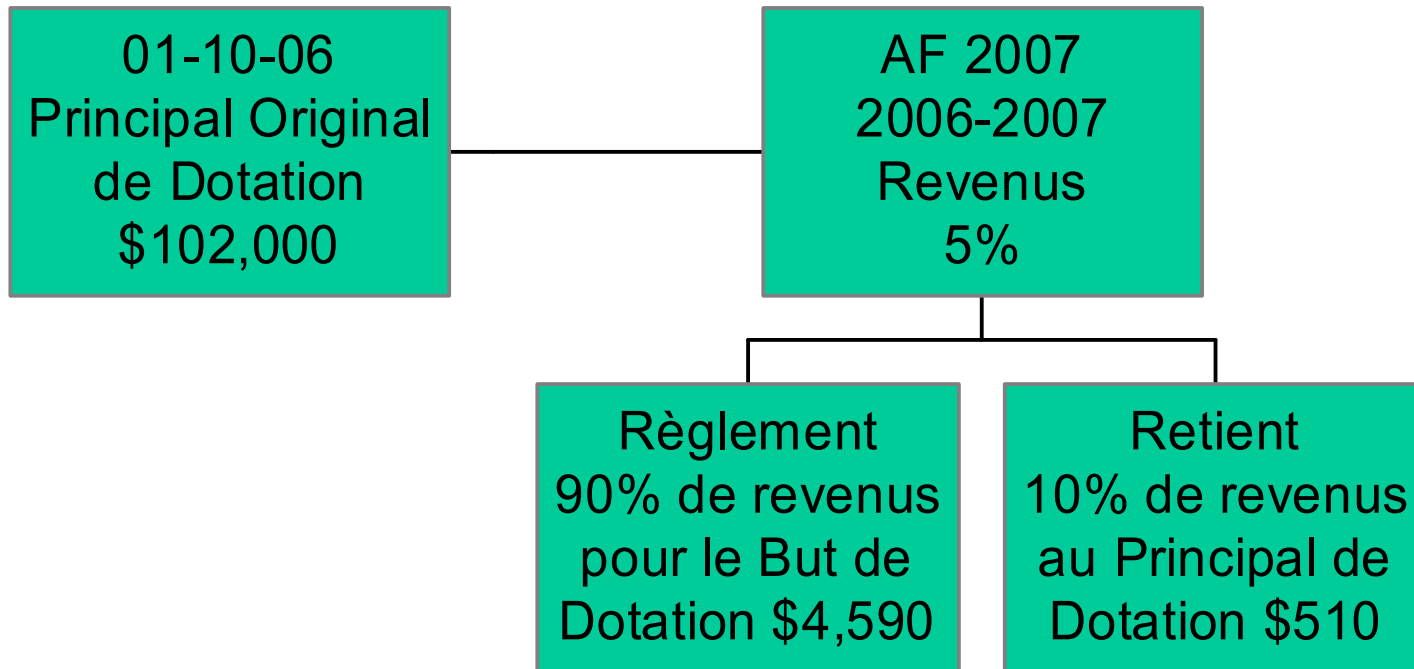 01-10-06
Principal Original
de Dotation
$102,000
AF 2007
2006-2007
Revenus
5%
Règlement
90% de revenus
pour le But de
Dotation $4,590
Retient
10% de revenus
au Principal de
Dotation $510